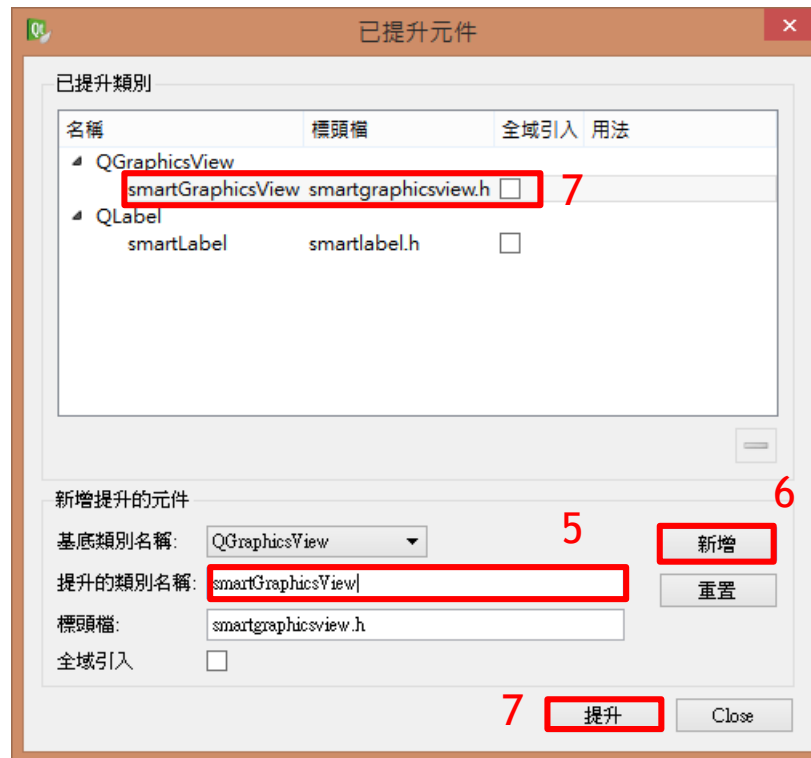 已提升元件
已提升類別
名稱 標頭檔 全域引入 用法
QGraphicsView
smartGraphicsView smartgraphicsview.h 7
QLabel
smartLabel smartlabel.h
新增提升的元件 6
基底類別名稱: QGraphicsView 5 新增
提升的類別名稱: smartGraphicsView 重置
標頭檔: smartgraphicsview.h
全域引入
7 提升 Close